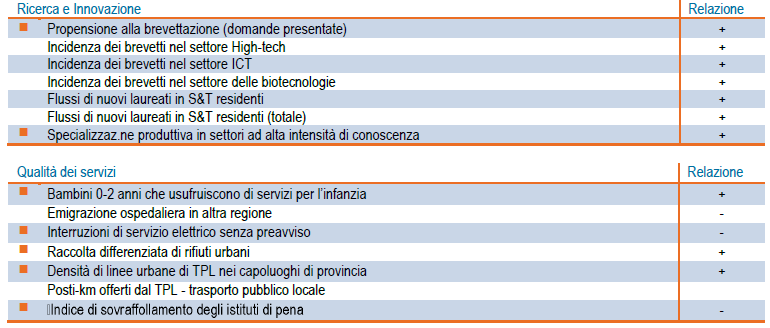 Ricerca e Innovazione Relazione
Propensione alla brevettazione (domande presentate) +
Incidenza dei brevetti nel settore High-tech +
Incidenza dei brevetti nel settore ICT +
Incidenza dei brevetti nel settore delle biotecnologie +
Flussi di nuovi laureati in S&T residenti +
Flussi di nuovi laureati in S&T residenti (totale) +
Specializzaz.ne produttiva in settori ad alta intensità di conoscenza +
Qualità dei servizi Relazione
Bambini 0-2 anni che usufruiscono di servizi per l'infanzia +
Emigrazione ospedaliera in altra regione -
Interruzioni di servizio elettrico senza preavviso -
Raccolta differenziata di rifiuti urbani +
Densità di linee urbane di TPL nei capoluoghi di provincia +
Posti-km offerti dal TPL - trasporto pubblico locale
Indice di sovraffollamento degli istituti di pena -